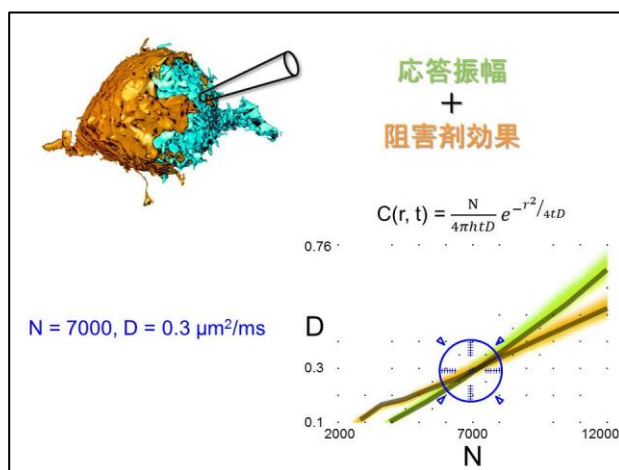 応答振幅
+
阻害剤効果
C(r, t) = N/4πhtD e^−r²/4tD
N = 7000, D = 0.3 μm²/ms
0.76
D
0.3
0.1
2000 7000 12000
N